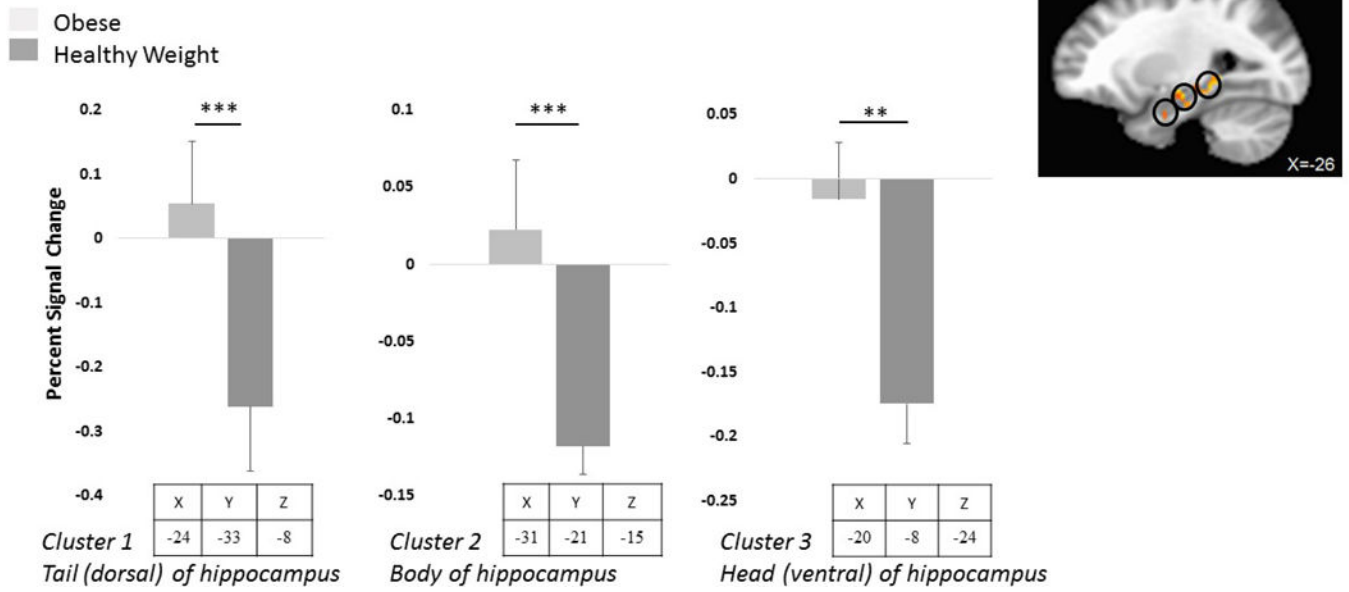 Obese
Healthy Weight
Percent Signal Change
0.2
0.1
0
-0.1
-0.2
-0.3
-0.4
***
X Y Z
-24 -33 -8
Cluster 1
Tail (dorsal) of hippocampus
0.1
0.05
0
-0.05
-0.1
-0.15
***
X Y Z
-31 -21 -15
Cluster 2
Body of hippocampus
0.05
0
-0.05
-0.1
-0.15
-0.2
-0.25
**
X Y Z
-20 -8 -24
Cluster 3
Head (ventral) of hippocampus
X=-26